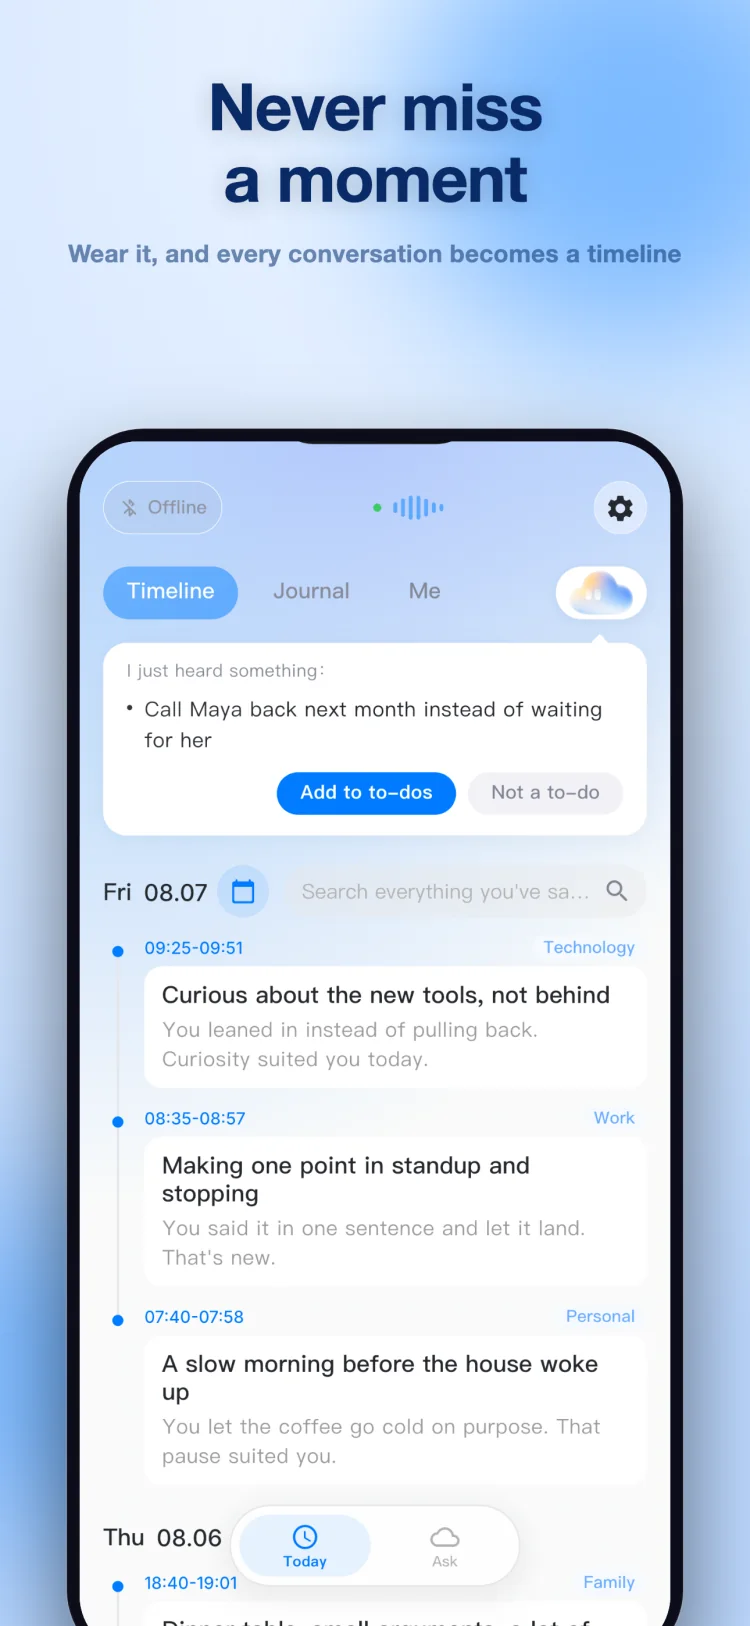 Never miss
a moment
Wear it, and every conversation becomes a timeline
Offline
Timeline
Journal
Me
I just heard something:
• Call Maya back next month instead of waiting
for her
Add to to-dos
Not a to-do
Fri 08.07
Search everything you've sa...
09:25-09:51
Technology
Curious about the new tools, not behind
You leaned in instead of pulling back.
Curiosity suited you today.
08:35-08:57
Work
Making one point in standup and
stopping
You said it in one sentence and let it land.
That's new.
07:40-07:58
Personal
A slow morning before the house woke
up
You let the coffee go cold on purpose. That
pause suited you.
Thu 08.06
Today
Ask
18:40-19:01
Family
Dinner table, small arguments, a lot of